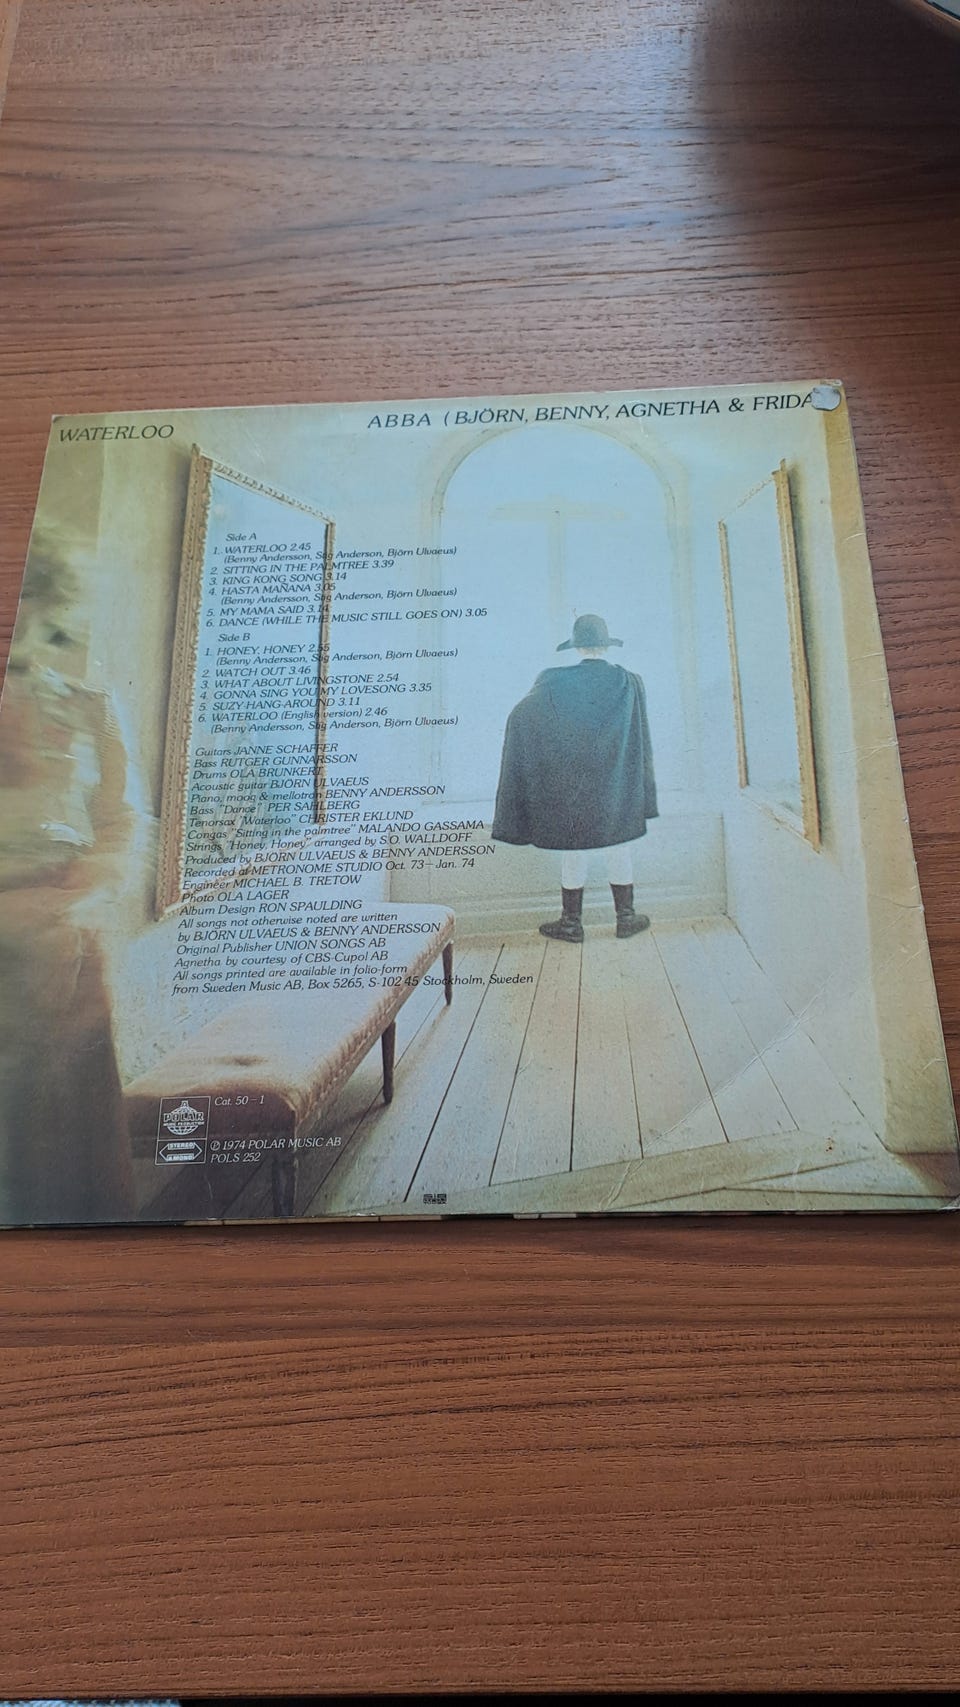 WATERLOO
ABBA (BJÖRN, BENNY, AGNETHA & FRIDA
Side A
1. WATERLOO 2.45
(Benny Andersson, Stig Anderson, Björn Ulvaeus)
2. SITTING IN THE PALMTREE 3.39
3. KING KONG SONG 3.14
4. HASTA MAÑANA 3.05
(Benny Andersson, Stig Anderson, Björn Ulvaeus)
5. MY MAMA SAID 3.14
6. DANCE (WHILE THE MUSIC STILL GOES ON) 3.05
Side B
1. HONEY, HONEY 2.55
(Benny Andersson, Stig Anderson, Björn Ulvaeus)
2. WATCH OUT 3.46
3. WHAT ABOUT LIVINGSTONE 2.54
4. GONNA SING YOU MY LOVESONG 3.35
5. SUZY-HANG-AROUND 3.11
6. WATERLOO (English version) 2.46
(Benny Andersson, Stig Anderson, Björn Ulvaeus)
Guitars JANNE SCHAFFER
Bass RUTGER GUNNARSSON
Drums OLA BRUNKERT
Acoustic guitar BJÖRN ULVAEUS
Piano, moog & mellotron BENNY ANDERSSON
Bass "Dance" PER SAHLBERG
Tenorsax "Waterloo" CHRISTER EKLUND
Congas "Sitting in the palmtree" MALANDO GASSAMA
Strings "Honey, Honey" arranged by S.O. WALLDOFF
Produced by BJÖRN ULVAEUS & BENNY ANDERSSON
Recorded at METRONOME STUDIO Oct. 73—Jan. 74
Engineer MICHAEL B. TRETOW
Photo OLA LAGER
Album Design RON SPAULDING
All songs not otherwise noted are written
by BJÖRN ULVAEUS & BENNY ANDERSSON
Original Publisher UNION SONGS AB
Agnetha by courtesy of CBS-Cupol AB
All songs printed are available in folio-form
from Sweden Music AB, Box 5265, S-102 45 Stockholm, Sweden
POLAR
MUSIC PRODUCTION
Cat. 50-1
STEREO
& MONO
℗ 1974 POLAR MUSIC AB
POLS 252